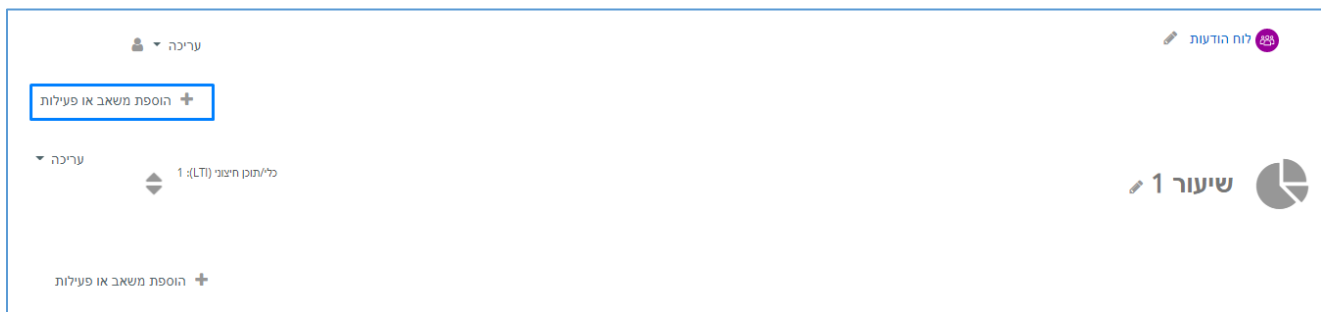 לוח הודעות
עריכה
הוספת משאב או פעילות
עריכה
שיעור 1
כלי/תוכן חיצוני (LTI): 1
הוספת משאב או פעילות